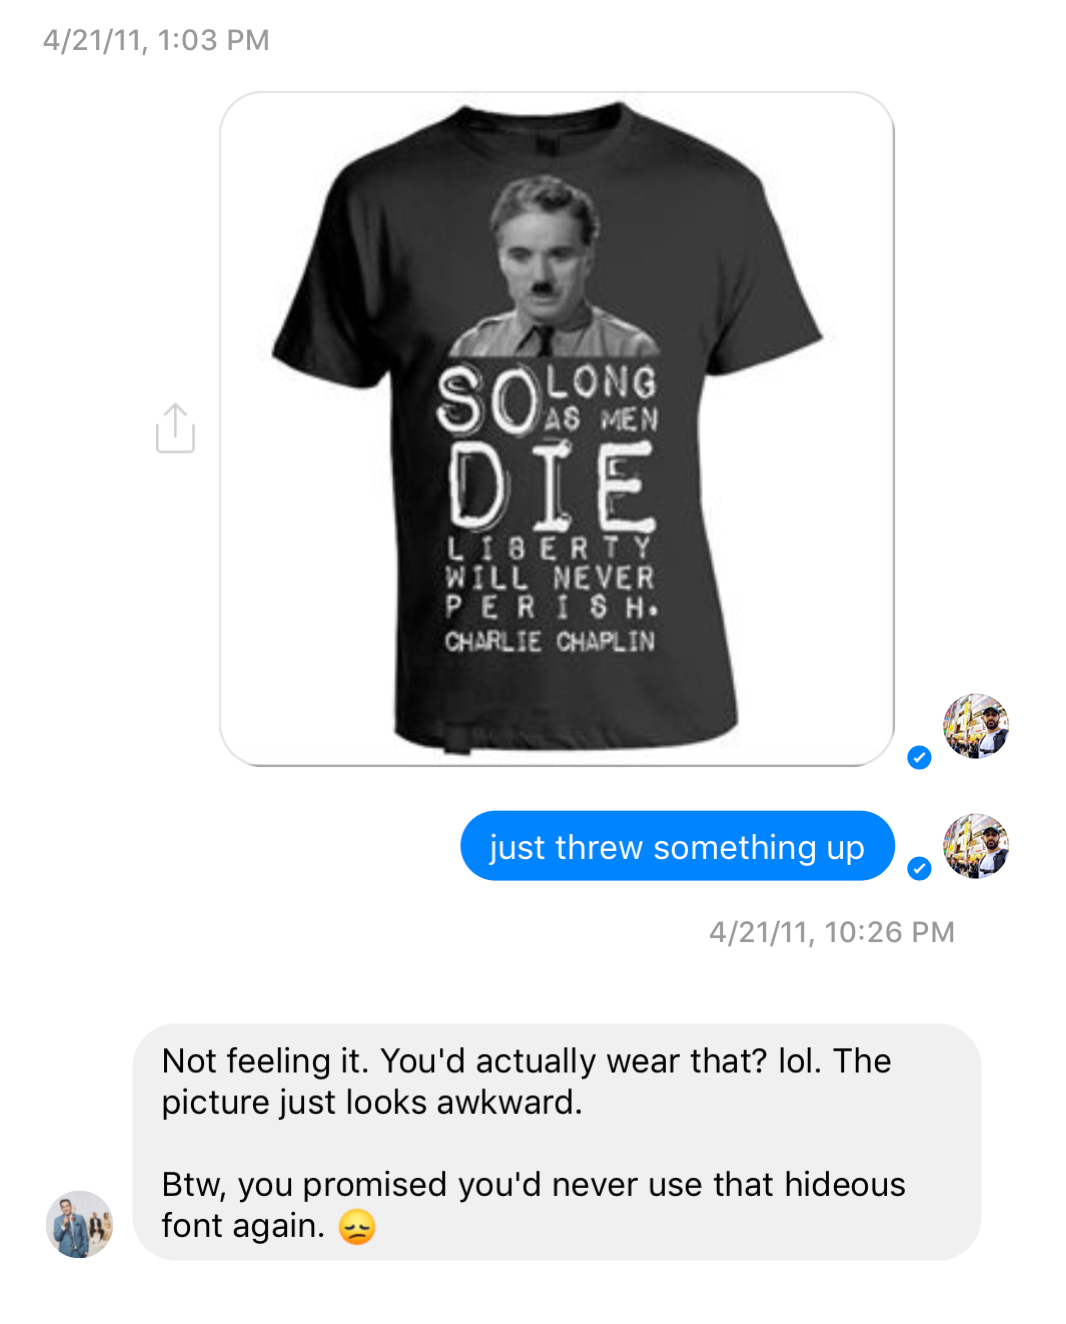 4/21/11, 1:03 PM
SO LONG
AS MEN
DIE
LIBERTY
WILL NEVER
PERISH.
CHARLIE CHAPLIN
just threw something up
4/21/11, 10:26 PM
Not feeling it. You'd actually wear that? lol. The
picture just looks awkward.
Btw, you promised you'd never use that hideous
font again. 😞